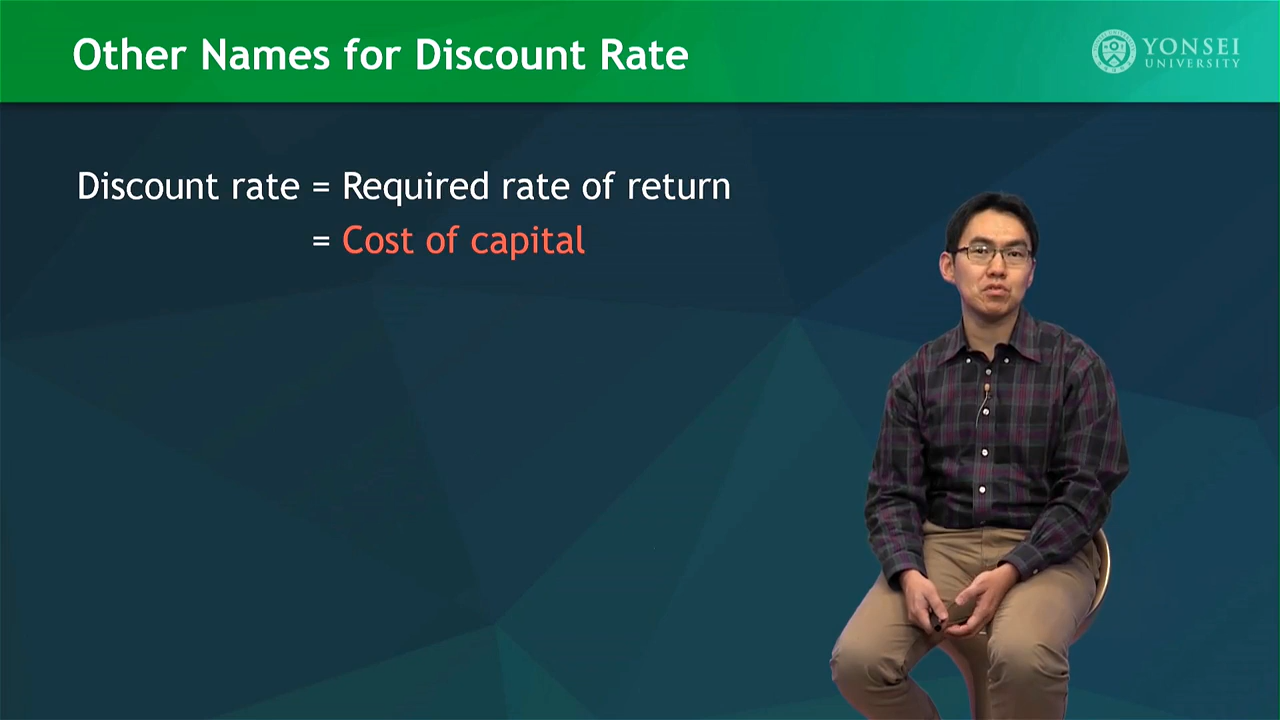 Other Names for Discount Rate
YONSEI
UNIVERSITY
Discount rate = Required rate of return
= Cost of capital